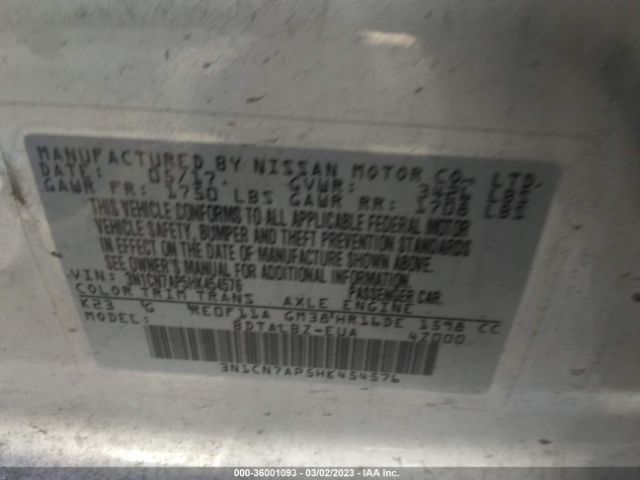 MANUFACTURED BY NISSAN MOTOR CO. LTD.
DATE: 05/17 GVWR: LBS
GAWR FR: 1750 LBS GAWR RR: 1708 LBS
THIS VEHICLE CONFORMS TO ALL APPLICABLE FEDERAL MOTOR
VEHICLE SAFETY, BUMPER AND THEFT PREVENTION STANDARDS
IN EFFECT ON THE DATE OF MANUFACTURE SHOWN ABOVE.
SEE OWNER'S MANUAL FOR ADDITIONAL INFORMATION.
VIN: 3N1CN7AP5HK454576 PASSENGER CAR.
COLOR TRIM TRANS AXLE ENGINE
K23 G RE0F11A GM38 HR16DE 1598 CC
BDTALBZ-EUA 42000
3N1CN7AP5HK454576
000-36001093 - 03/02/2023 - IAA